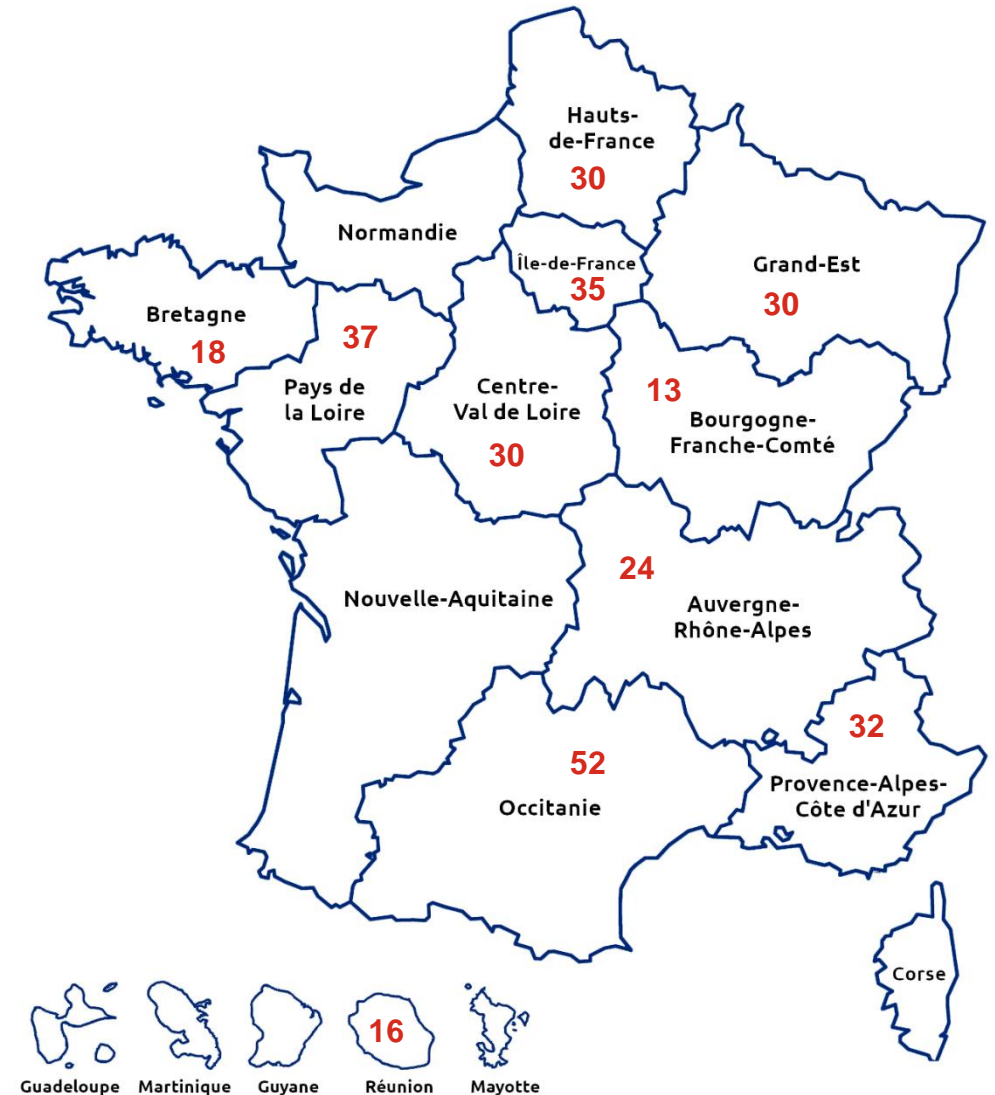 Hauts-
de-France
30
Normandie
Île-de-France
35
Grand-Est
30
Bretagne
18
37
Pays de
la Loire
Centre-
Val de Loire
30
13
Bourgogne-
Franche-Comté
24
Auvergne-
Rhône-Alpes
Nouvelle-Aquitaine
32
Provence-Alpes-
Côte d'Azur
52
Occitanie
Corse
16
Guadeloupe
Martinique
Guyane
Réunion
Mayotte